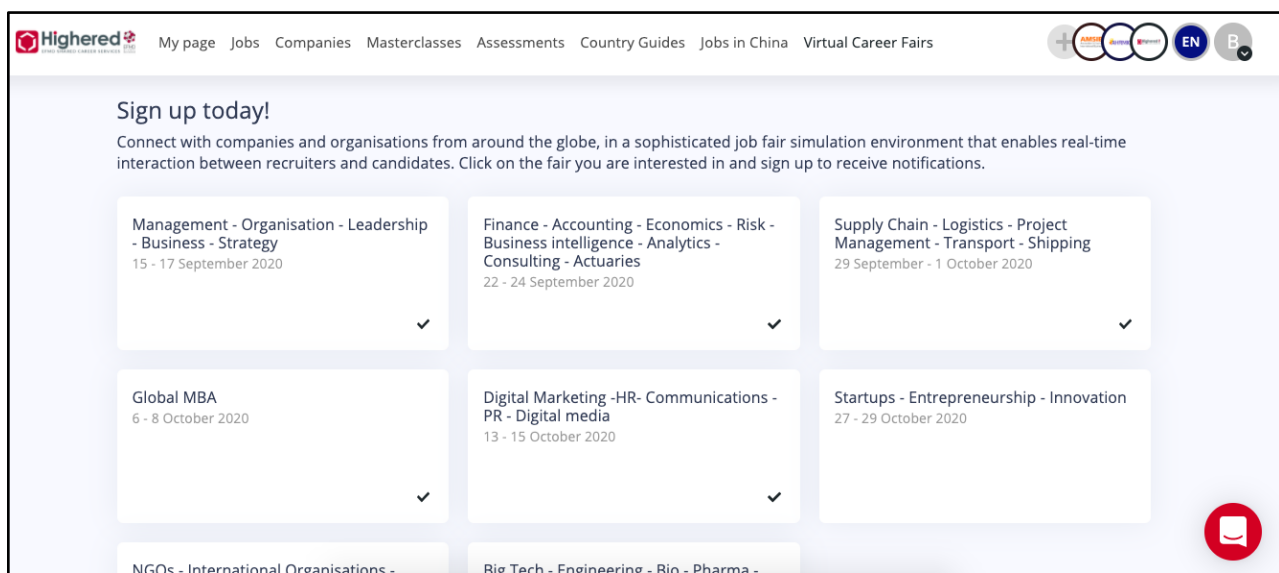 Highered
EFMD SHARED CAREER SERVICES
My page Jobs Companies Masterclasses Assessments Country Guides Jobs in China Virtual Career Fairs
EN
B
Sign up today!
Connect with companies and organisations from around the globe, in a sophisticated job fair simulation environment that enables real-time
interaction between recruiters and candidates. Click on the fair you are interested in and sign up to receive notifications.
Management - Organisation - Leadership
- Business - Strategy
15 - 17 September 2020
Finance - Accounting - Economics - Risk -
Business intelligence - Analytics -
Consulting - Actuaries
22 - 24 September 2020
Supply Chain - Logistics - Project
Management - Transport - Shipping
29 September - 1 October 2020
Global MBA
6 - 8 October 2020
Digital Marketing -HR- Communications -
PR - Digital media
13 - 15 October 2020
Startups - Entrepreneurship - Innovation
27 - 29 October 2020
NGOs - International Organisations -
Big Tech - Engineering - Bio - Pharma -